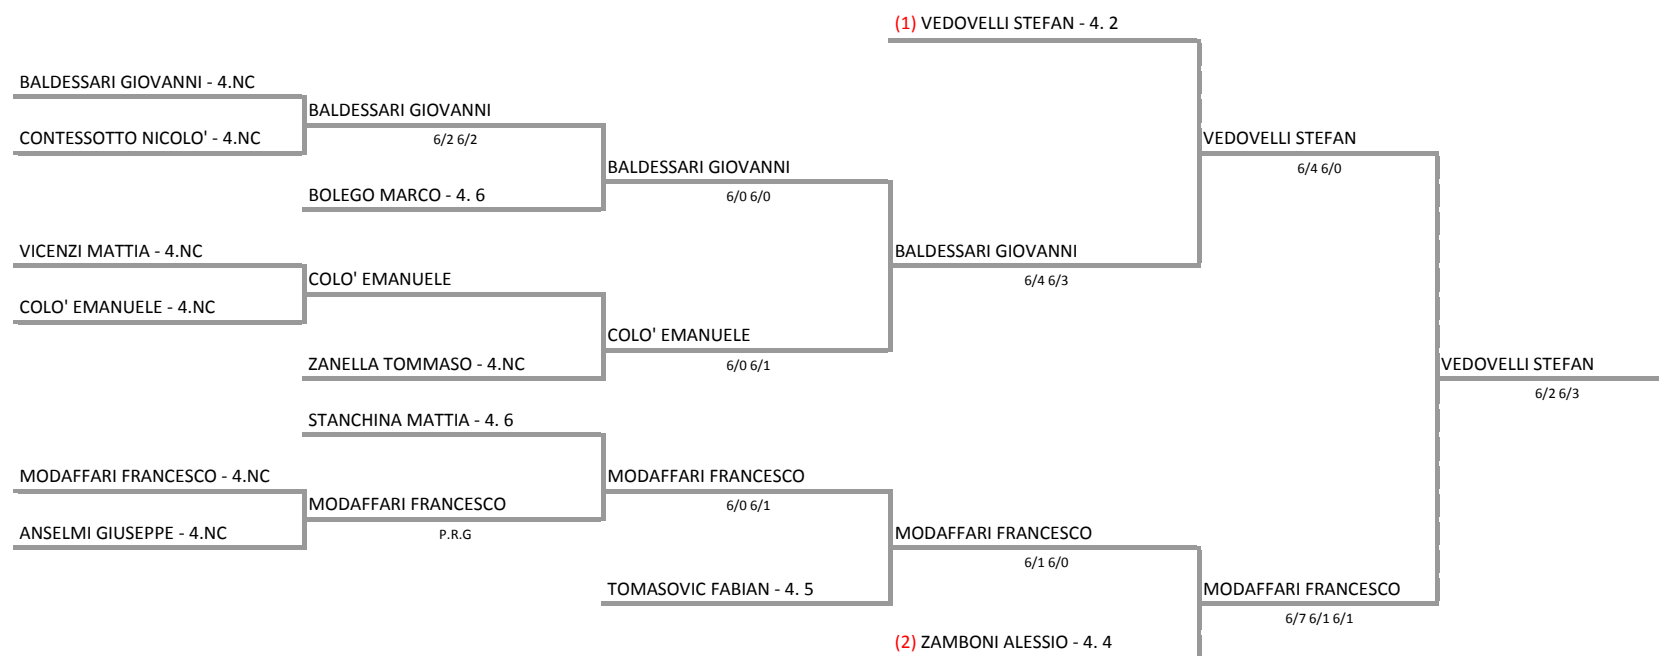 (1) VEDOVELLI STEFAN - 4. 2
BALDESSARI GIOVANNI - 4.NC
BALDESSARI GIOVANNI
CONTESSOTTO NICOLO' - 4.NC
6/2 6/2
VEDOVELLI STEFAN
BALDESSARI GIOVANNI
6/4 6/0
BOLEGO MARCO - 4. 6
6/0 6/0
VICENZI MATTIA - 4.NC
BALDESSARI GIOVANNI
COLO' EMANUELE
6/4 6/3
COLO' EMANUELE - 4.NC
COLO' EMANUELE
ZANELLA TOMMASO - 4.NC
6/0 6/1
VEDOVELLI STEFAN
6/2 6/3
STANCHINA MATTIA - 4. 6
MODAFFARI FRANCESCO - 4.NC
MODAFFARI FRANCESCO
MODAFFARI FRANCESCO
6/0 6/1
ANSELMI GIUSEPPE - 4.NC
P.R.G
MODAFFARI FRANCESCO
6/1 6/0
TOMASOVIC FABIAN - 4. 5
MODAFFARI FRANCESCO
6/7 6/1 6/1
(2) ZAMBONI ALESSIO - 4. 4